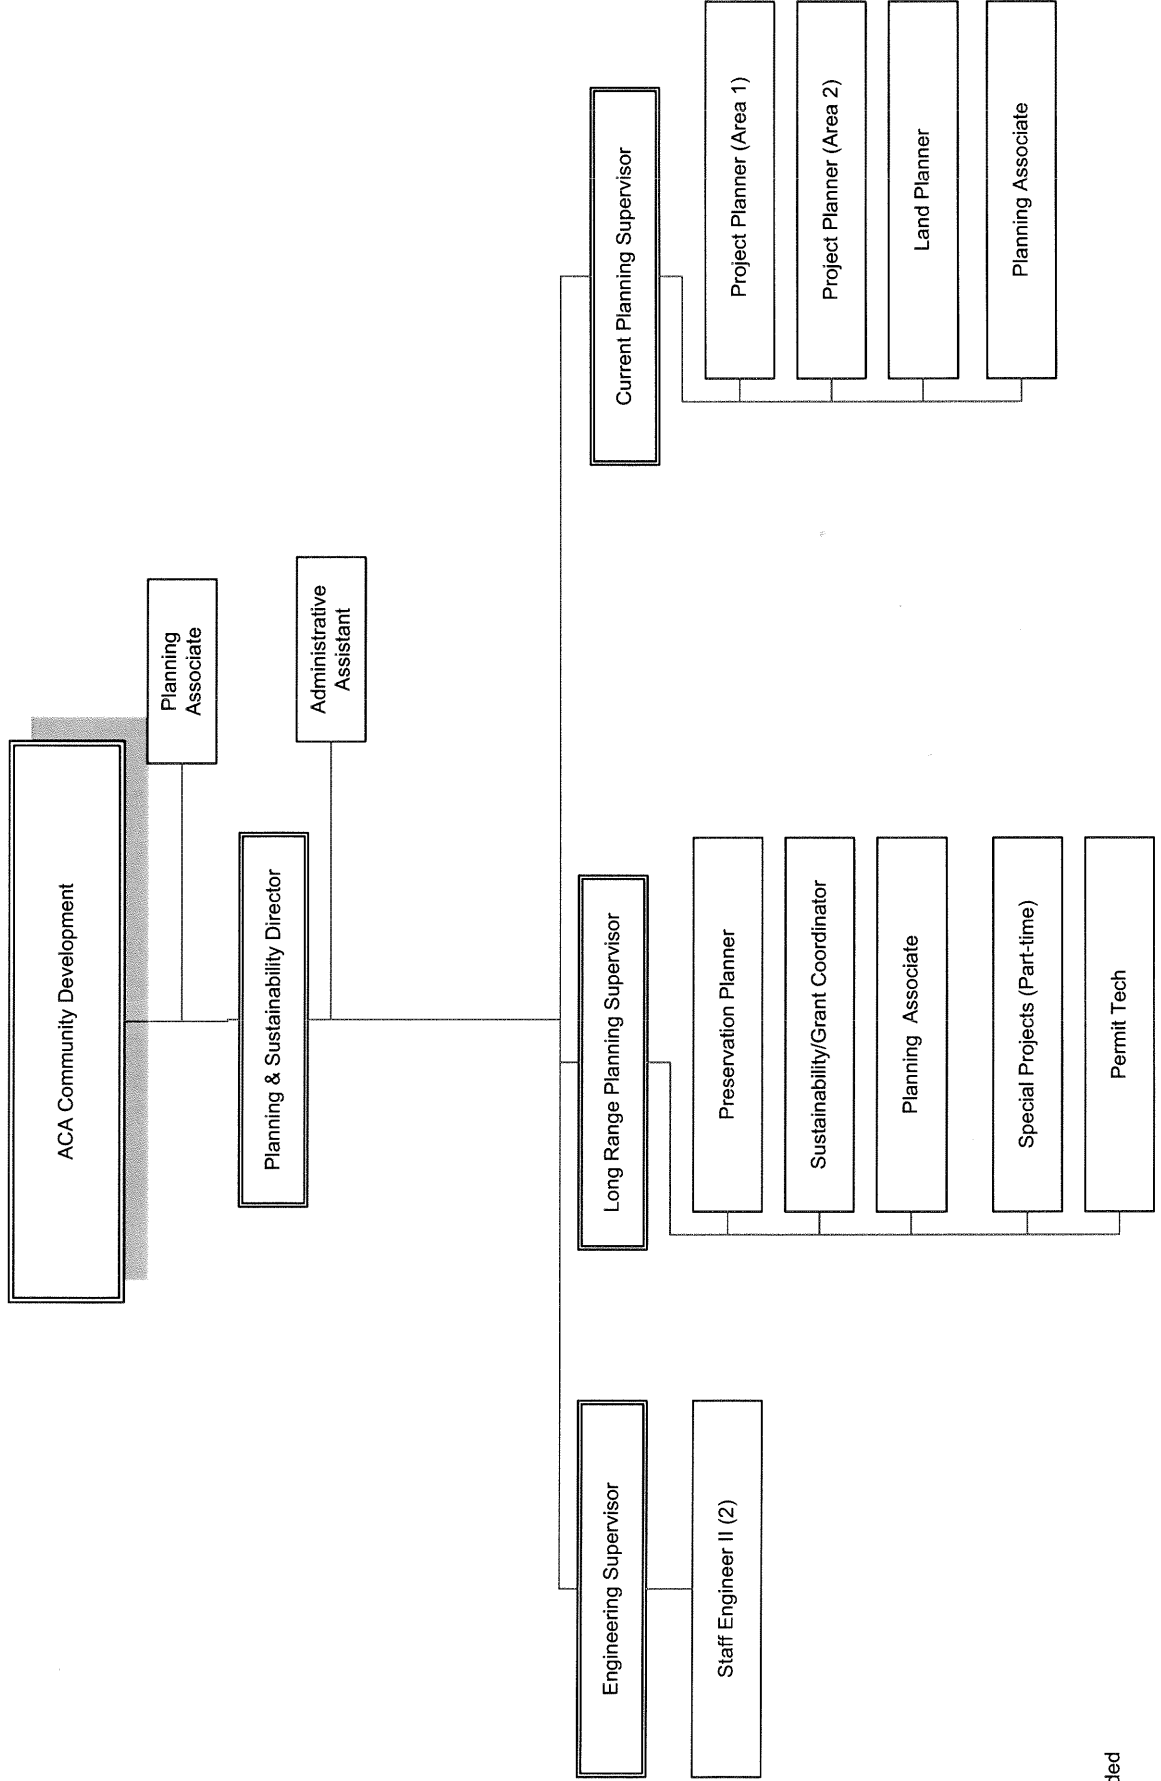 ACA Community Development
Planning
Associate
Planning & Sustainability Director
Administrative
Assistant
Engineering Supervisor
Staff Engineer II (2)
Long Range Planning Supervisor
Preservation Planner
Sustainability/Grant Coordinator
Planning Associate
Special Projects (Part-time)
Permit Tech
Current Planning Supervisor
Project Planner (Area 1)
Project Planner (Area 2)
Land Planner
Planning Associate